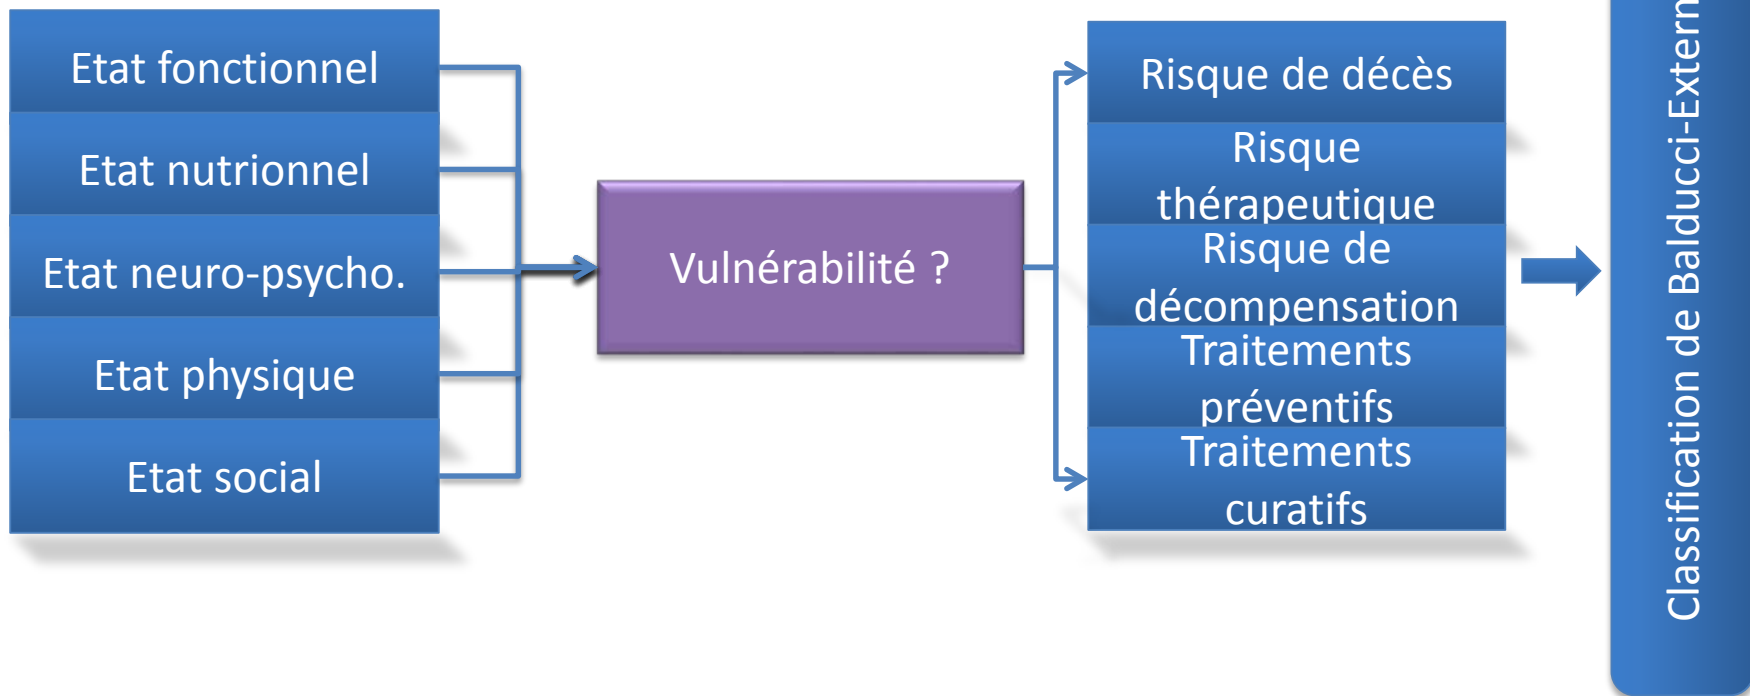 Etat fonctionnel
Etat nutrionnel
Etat neuro-psycho.
Etat physique
Etat social
Vulnérabilité ?
Risque de décès
Risque
thérapeutique
Risque de
décompensation
Traitements
préventifs
Traitements
curatifs
Classification de Balducci-Extern